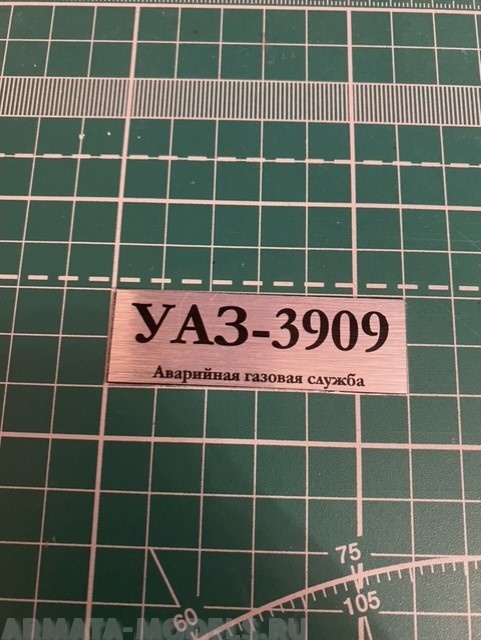 УАЗ-3909
Аварийная газовая служба
75
105
60
ARMATA-MODELS.RU